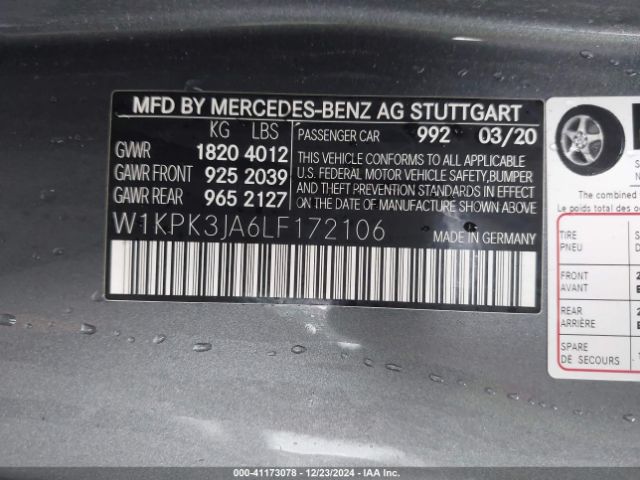 MFD BY MERCEDES-BENZ AG STUTTGART
KG LBS PASSENGER CAR 992 03/20
GVWR 1820 4012
GAWR FRONT 925 2039
GAWR REAR 965 2127
THIS VEHICLE CONFORMS TO ALL APPLICABLE
U.S. FEDERAL MOTOR VEHICLE SAFETY,BUMPER
AND THEFT PREVENTION STANDARDS IN EFFECT
ON THE DATE OF MANUFACTURE SHOWN ABOVE.
W1KPK3JA6LF172106 MADE IN GERMANY
The combined
Le poids total des
TIRE
PNEU
FRONT
AVANT
REAR
ARRIÈRE
SPARE
DE SECOURS
000-41173078 - 12/23/2024 - IAA Inc.